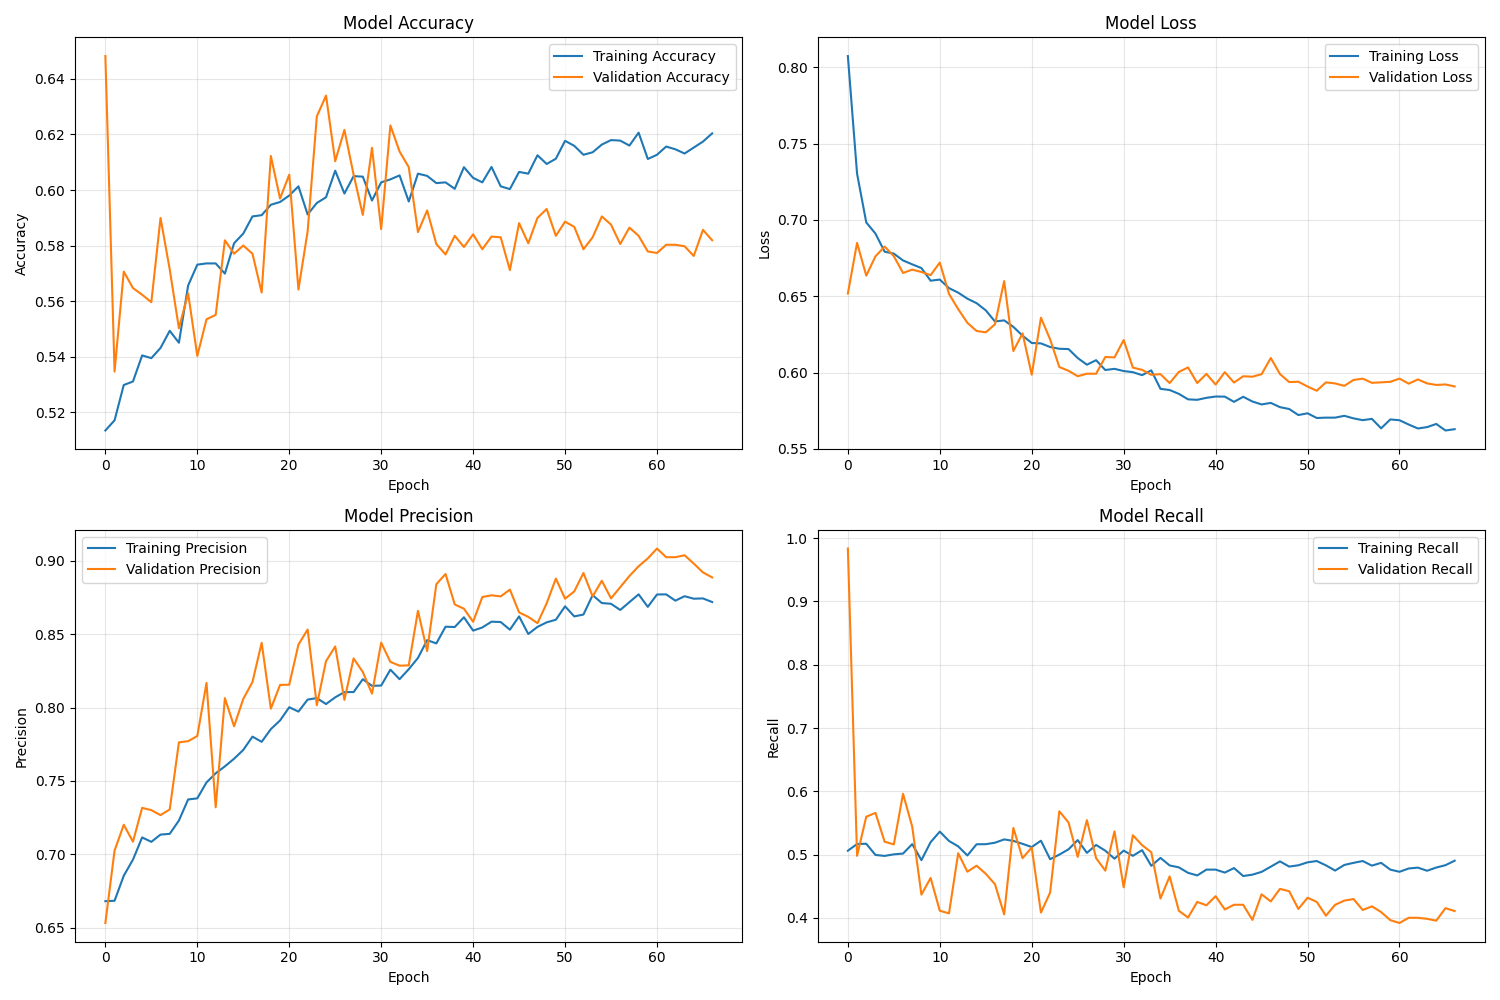 Model Accuracy
Training Accuracy
Validation Accuracy
Accuracy
0.64
0.62
0.60
0.58
0.56
0.54
0.52
0 10 20 30 40 50 60
Epoch
Model Loss
Training Loss
Validation Loss
Loss
0.80
0.75
0.70
0.65
0.60
0.55
0 10 20 30 40 50 60
Epoch
Model Precision
Training Precision
Validation Precision
Precision
0.90
0.85
0.80
0.75
0.70
0.65
0 10 20 30 40 50 60
Epoch
Model Recall
Training Recall
Validation Recall
Recall
1.0
0.9
0.8
0.7
0.6
0.5
0.4
0 10 20 30 40 50 60
Epoch